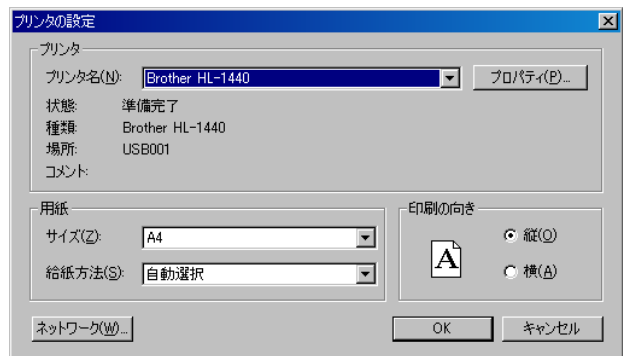 プリンタの設定
プリンタ
プリンタ名(N): Brother HL-1440 プロパティ(P)...
状態: 準備完了
種類: Brother HL-1440
場所: USB001
コメント:
用紙
サイズ(Z): A4
給紙方法(S): 自動選択
印刷の向き
A
縦(O)
横(A)
ネットワーク(W)... OK キャンセル